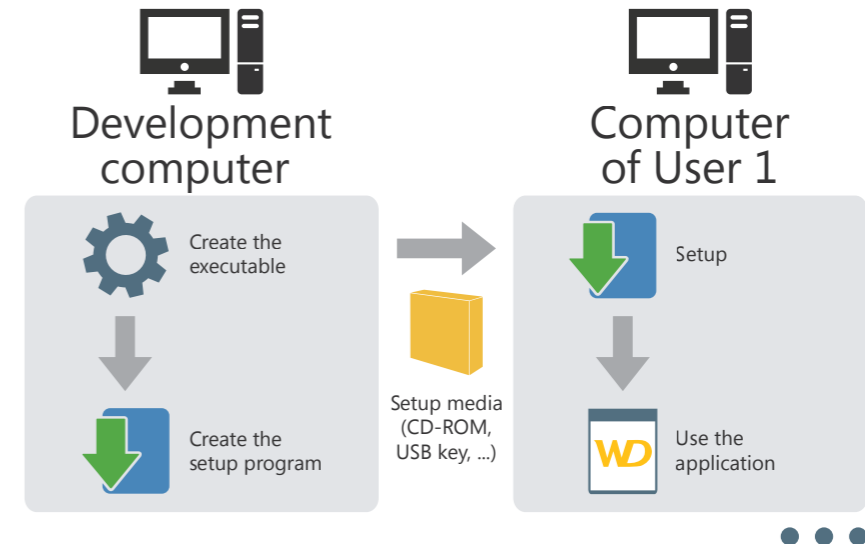 Development
computer
Create the
executable
Create the
setup program
Setup media
(CD-ROM,
USB key, ...)
Computer
of User 1
Setup
WD
Use the
application